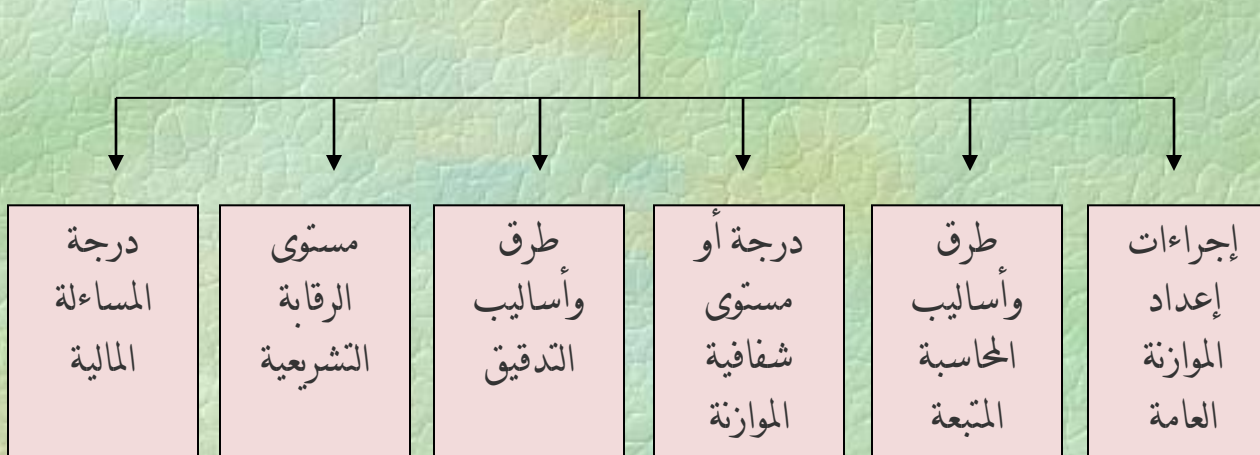 إجراءات
إعداد
الموازنة
العامة
طرق
وأساليب
المحاسبة
المتبعة
درجة أو
مستوى
شفافية
الموازنة
طرق
وأساليب
التدقيق
مستوى
الرقابة
التشريعية
درجة
المساءلة
المالية